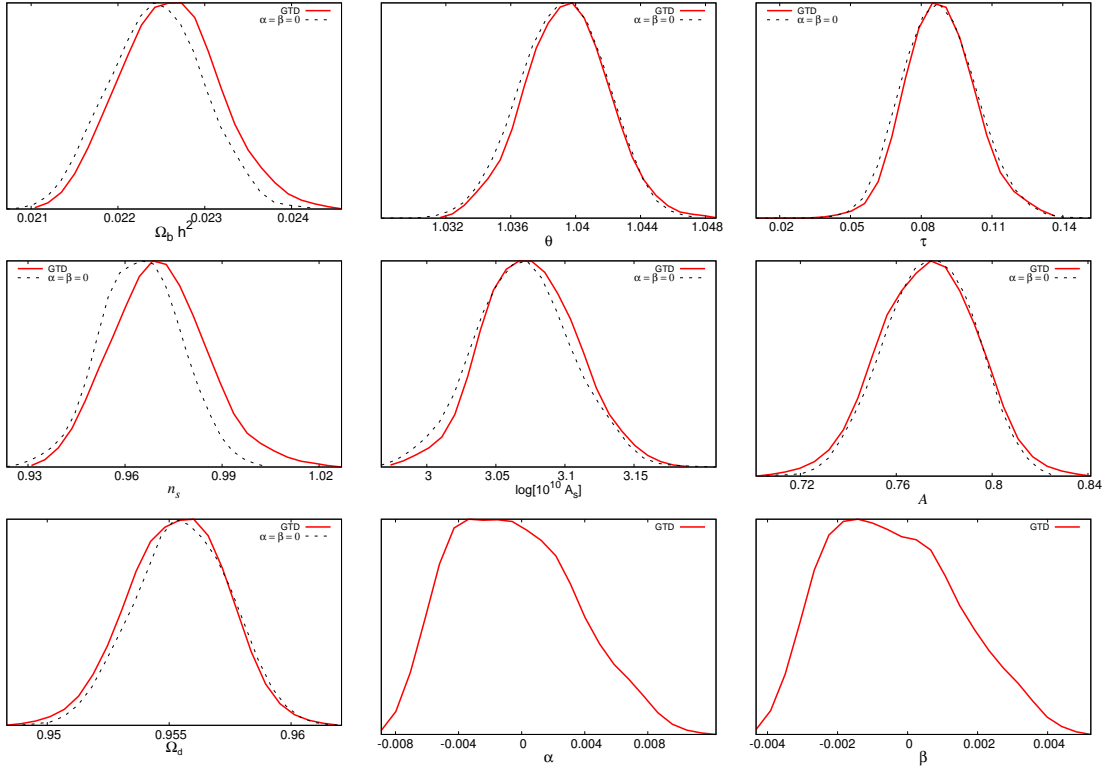 GTD
α = β = 0
0.021 0.022 0.023 0.024
Ω_b h²
GTD
α = β = 0
1.032 1.036 1.04 1.044 1.048
θ
GTD
α = β = 0
0.02 0.05 0.08 0.11 0.14
τ
GTD
α = β = 0
0.93 0.96 0.99 1.02
n_s
GTD
α = β = 0
3 3.05 3.1 3.15
log[10¹⁰ A_s]
GTD
α = β = 0
0.72 0.76 0.8 0.84
A
GTD
α = β = 0
0.95 0.955 0.96
Ω_d
GTD
-0.008 -0.004 0 0.004 0.008
α
GTD
-0.004 -0.002 0 0.002 0.004
β